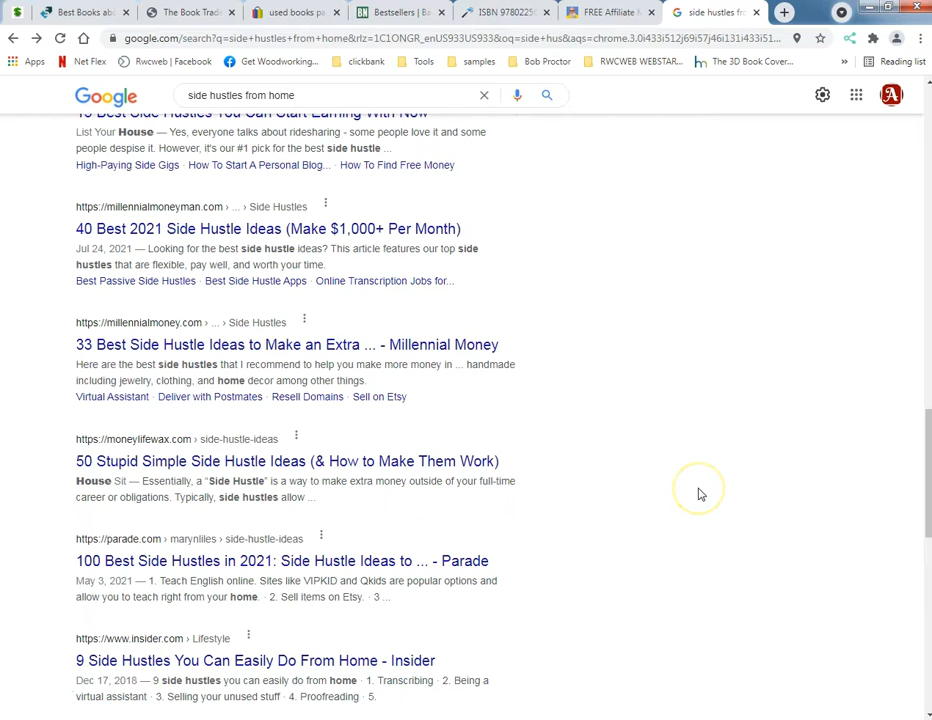 Best Books abo
The Book Trad
used books pa
Bestsellers | Ba
ISBN 9780225
FREE Affiliate M
side hustles fro
google.com/search?q=side+hustles+from+home&rlz=1C1ONGR_enUS933US933&oq=side+hus&aqs=chrome.3.0i433i512j69i57j46i131i433i51...
Apps
Net Flex
Rwcweb | Facebook
Get Woodworking...
clickbank
Tools
samples
Bob Proctor
RWCWEB WEBSTAR...
The 3D Book Cover...
»
Reading list
Google
side hustles from home
A
15 Best Side Hustles You Can Start Earning With Now
List Your House — Yes, everyone talks about ridesharing - some people love it and some
people despise it. However, it's our #1 pick for the best side hustle ...
High-Paying Side Gigs · How To Start A Personal Blog... · How To Find Free Money
https://millennialmoneyman.com › ... › Side Hustles
40 Best 2021 Side Hustle Ideas (Make $1,000+ Per Month)
Jul 24, 2021 — Looking for the best side hustle ideas? This article features our top side
hustles that are flexible, pay well, and worth your time.
Best Passive Side Hustles · Best Side Hustle Apps · Online Transcription Jobs for...
https://millennialmoney.com › ... › Side Hustles
33 Best Side Hustle Ideas to Make an Extra ... - Millennial Money
Here are the best side hustles that I recommend to help you make more money in ... handmade
including jewelry, clothing, and home decor among other things.
Virtual Assistant · Deliver with Postmates · Resell Domains · Sell on Etsy
https://moneylifewax.com › side-hustle-ideas
50 Stupid Simple Side Hustle Ideas (& How to Make Them Work)
House Sit — Essentially, a “Side Hustle” is a way to make extra money outside of your full-time
career or obligations. Typically, side hustles allow ...
https://parade.com › marynliles › side-hustle-ideas
100 Best Side Hustles in 2021: Side Hustle Ideas to ... - Parade
May 3, 2021 — 1. Teach English online. Sites like VIPKID and Qkids are popular options and
allow you to teach right from your home. · 2. Sell items on Etsy. · 3 ...
https://www.insider.com › Lifestyle
9 Side Hustles You Can Easily Do From Home - Insider
Dec 17, 2018 — 9 side hustles you can easily do from home · 1. Transcribing · 2. Being a
virtual assistant · 3. Selling your unused stuff · 4. Proofreading · 5.